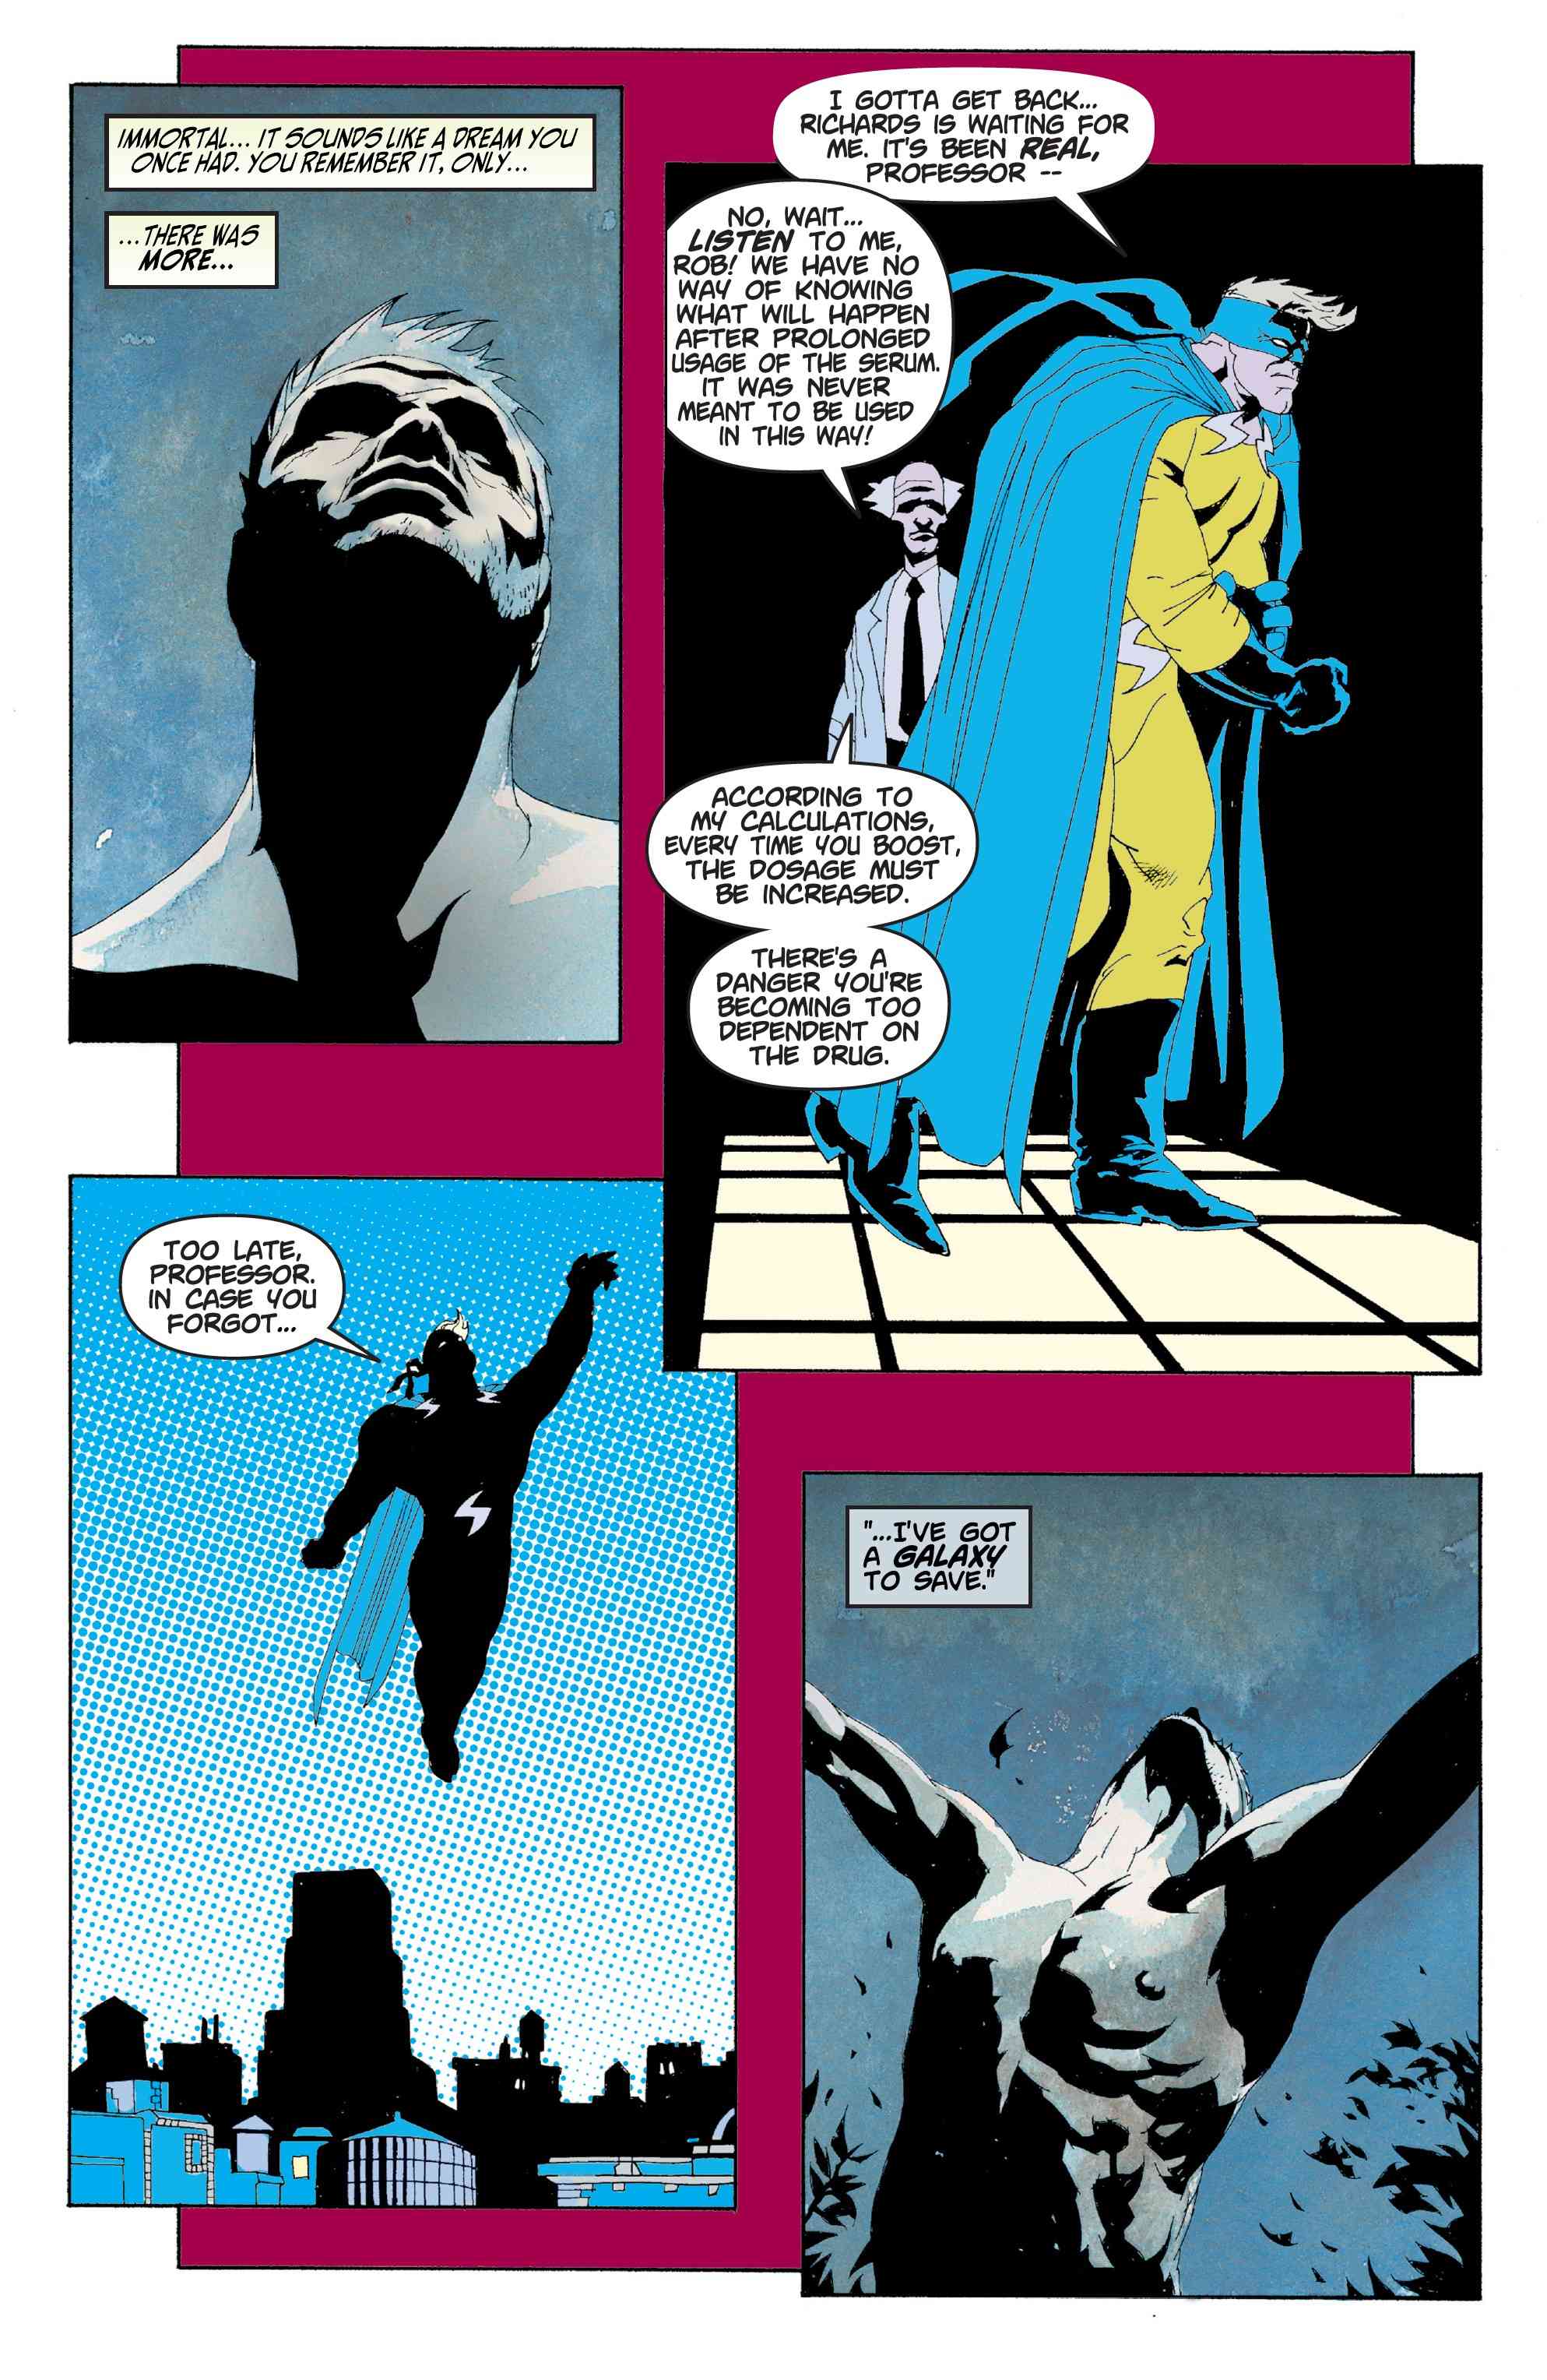 IMMORTAL... IT SOUNDS LIKE A DREAM YOU
ONCE HAD. YOU REMEMBER IT, ONLY...
...THERE WAS
MORE...
I GOTTA GET BACK...
RICHARDS IS WAITING FOR
ME. IT'S BEEN REAL,
PROFESSOR --
NO, WAIT...
LISTEN TO ME,
ROB! WE HAVE NO
WAY OF KNOWING
WHAT WILL HAPPEN
AFTER PROLONGED
USAGE OF THE SERUM.
IT WAS NEVER
MEANT TO BE USED
IN THIS WAY!
ACCORDING TO
MY CALCULATIONS,
EVERY TIME YOU BOOST,
THE DOSAGE MUST
BE INCREASED.
THERE'S A
DANGER YOU'RE
BECOMING TOO
DEPENDENT ON
THE DRUG.
TOO LATE,
PROFESSOR.
IN CASE YOU
FORGOT...
"...I'VE GOT
A GALAXY
TO SAVE."